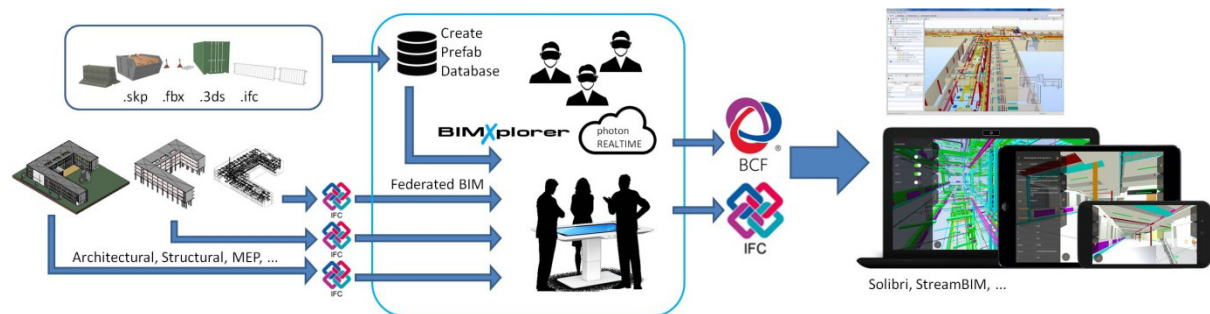 .skp .fbx .3ds .ifc
Create
Prefab
Database
BIMXplorer
photon
REALTIME
Federated BIM
IFC
IFC
IFC
Architectural, Structural, MEP, ...
BCF
®
IFC
Solibri, StreamBIM, ...